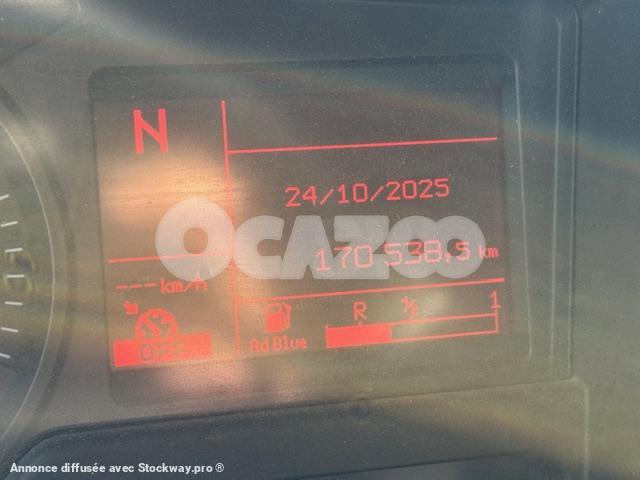 N
24/10/2025
OCAZOO
170 538,5 km
---km/h
R ½ 1
OFF
AdBlue
Annonce diffusée avec Stockway.pro ®